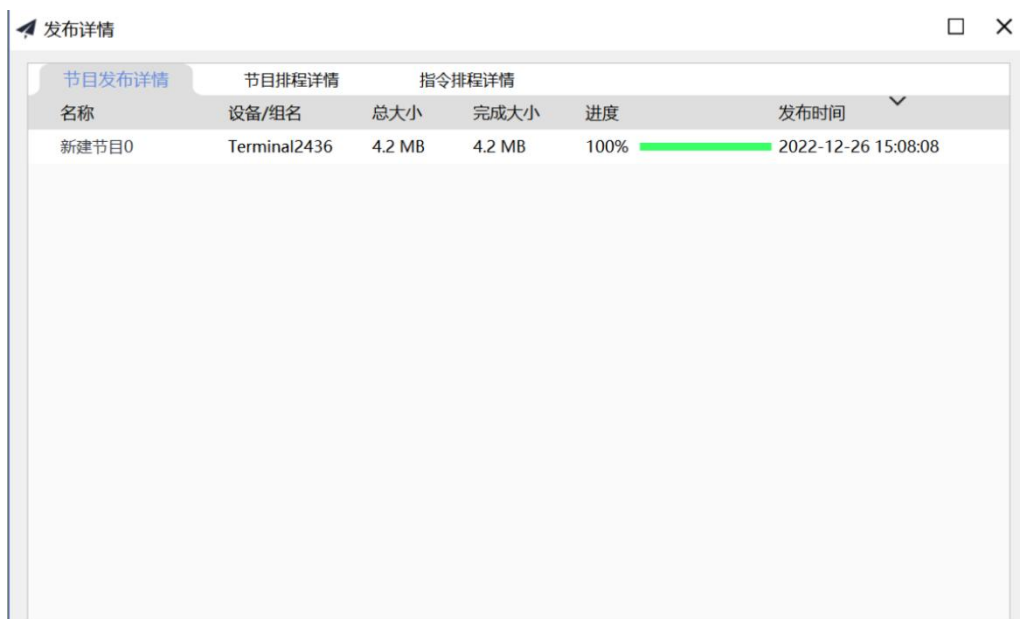 发布详情
节目发布详情 节目排程详情 指令排程详情
名称 设备/组名 总大小 完成大小 进度 发布时间
新建节目0 Terminal2436 4.2 MB 4.2 MB 100% 2022-12-26 15:08:08